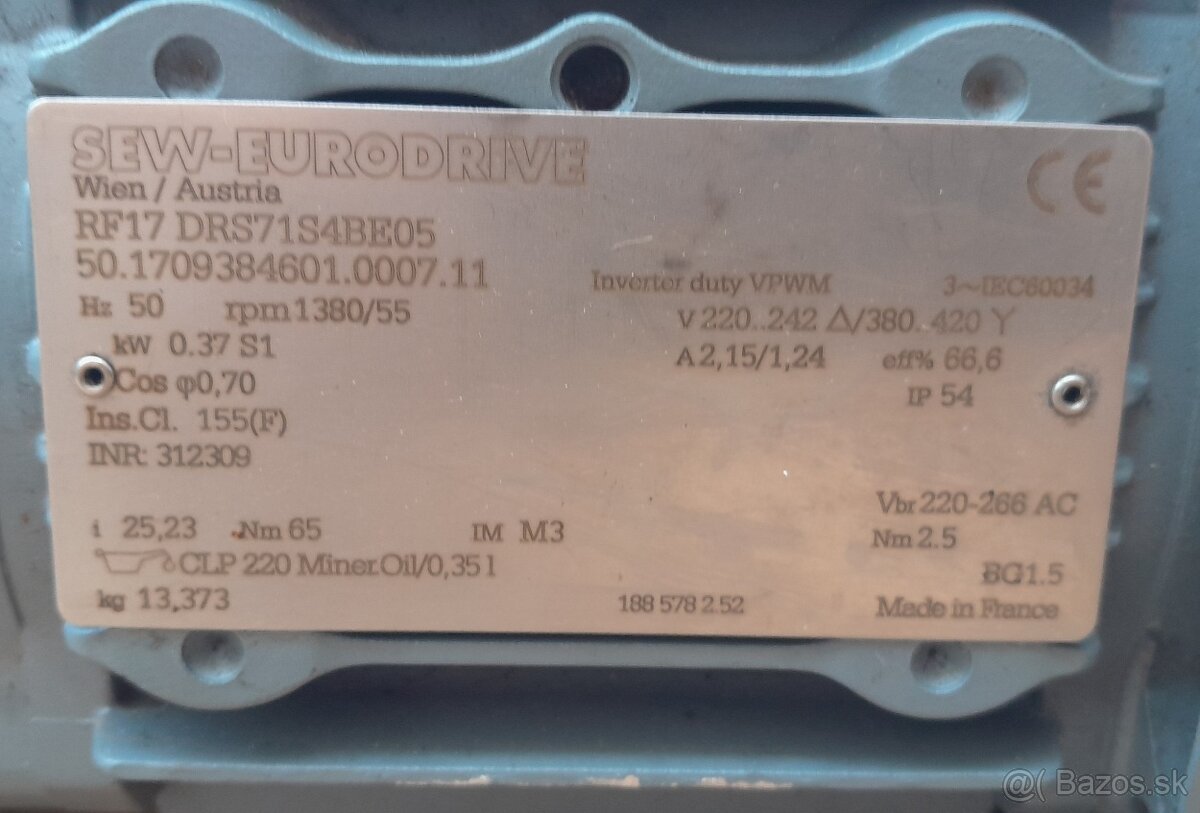 SEW-EURODRIVE CE
Wien / Austria
RF17 DRS71S4BE05
50.1709384601.0007.11 Inverter duty VPWM 3~IEC60034
Hz 50 rpm 1380/55 V 220..242 Δ/380..420 Y
kW 0.37 S1 A 2,15/1,24 eff% 66,6
Cos φ0,70 IP 54
Ins.Cl. 155(F)
INR: 312309
Vbr 220-266 AC
i 25,23 Nm 65 IM M3
Nm 2.5
CLP 220 Miner.Oil/0,35 l
BG1.5
kg 13,373 188 578 2.52 Made in France
@( Bazos.sk